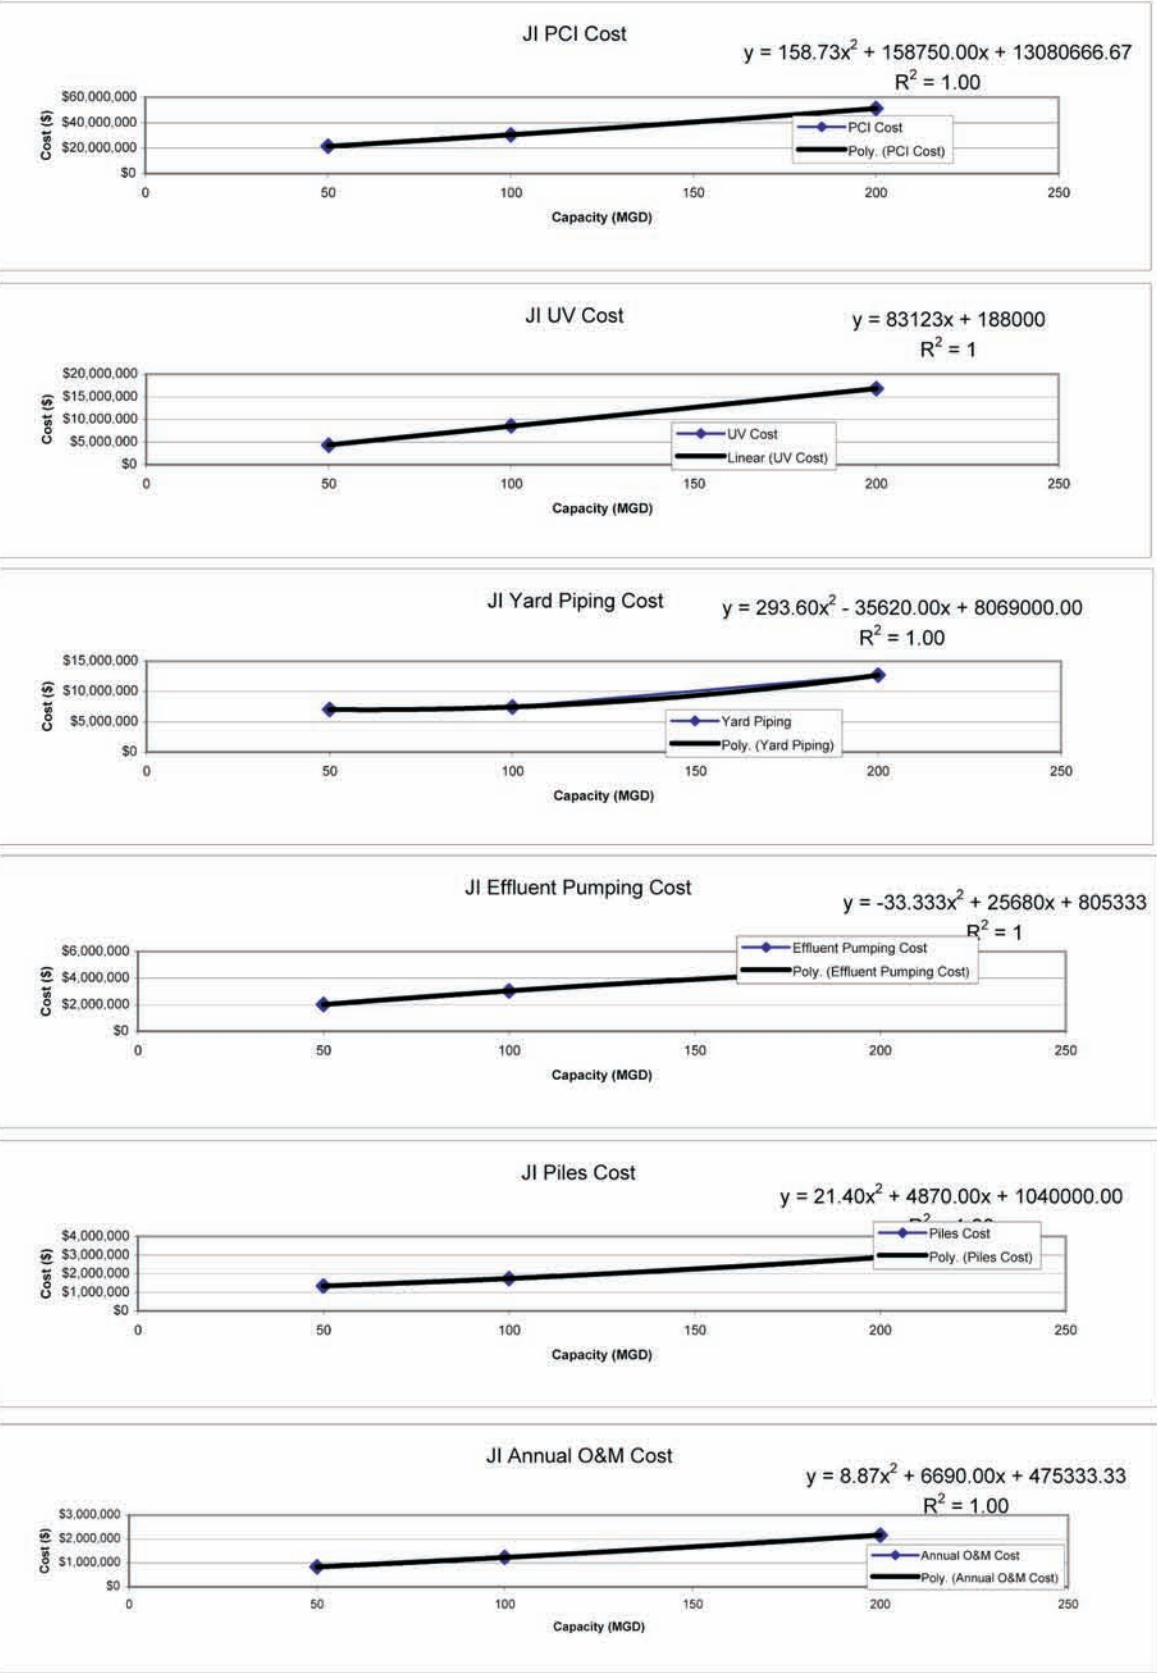 JI PCI Cost
y = 158.73x² + 158750.00x + 13080666.67
R² = 1.00
$60,000,000
$40,000,000
$20,000,000
$0
Cost ($)
PCI Cost
Poly. (PCI Cost)
0 50 100 150 200 250
Capacity (MGD)
JI UV Cost
y = 83123x + 188000
R² = 1
$20,000,000
$15,000,000
$10,000,000
$5,000,000
$0
Cost ($)
UV Cost
Linear (UV Cost)
0 50 100 150 200 250
Capacity (MGD)
JI Yard Piping Cost
y = 293.60x² - 35620.00x + 8069000.00
R² = 1.00
$15,000,000
$10,000,000
$5,000,000
$0
Cost ($)
Yard Piping
Poly. (Yard Piping)
0 50 100 150 200 250
Capacity (MGD)
JI Effluent Pumping Cost
y = -33.333x² + 25680x + 805333
R² = 1
$6,000,000
$4,000,000
$2,000,000
$0
Cost ($)
Effluent Pumping Cost
Poly. (Effluent Pumping Cost)
0 50 100 150 200 250
Capacity (MGD)
JI Piles Cost
y = 21.40x² + 4870.00x + 1040000.00
$4,000,000
$3,000,000
$2,000,000
$1,000,000
$0
Cost ($)
Piles Cost
Poly. (Piles Cost)
0 50 100 150 200 250
Capacity (MGD)
JI Annual O&M Cost
y = 8.87x² + 6690.00x + 475333.33
R² = 1.00
$3,000,000
$2,000,000
$1,000,000
$0
Cost ($)
Annual O&M Cost
Poly. (Annual O&M Cost)
0 50 100 150 200 250
Capacity (MGD)